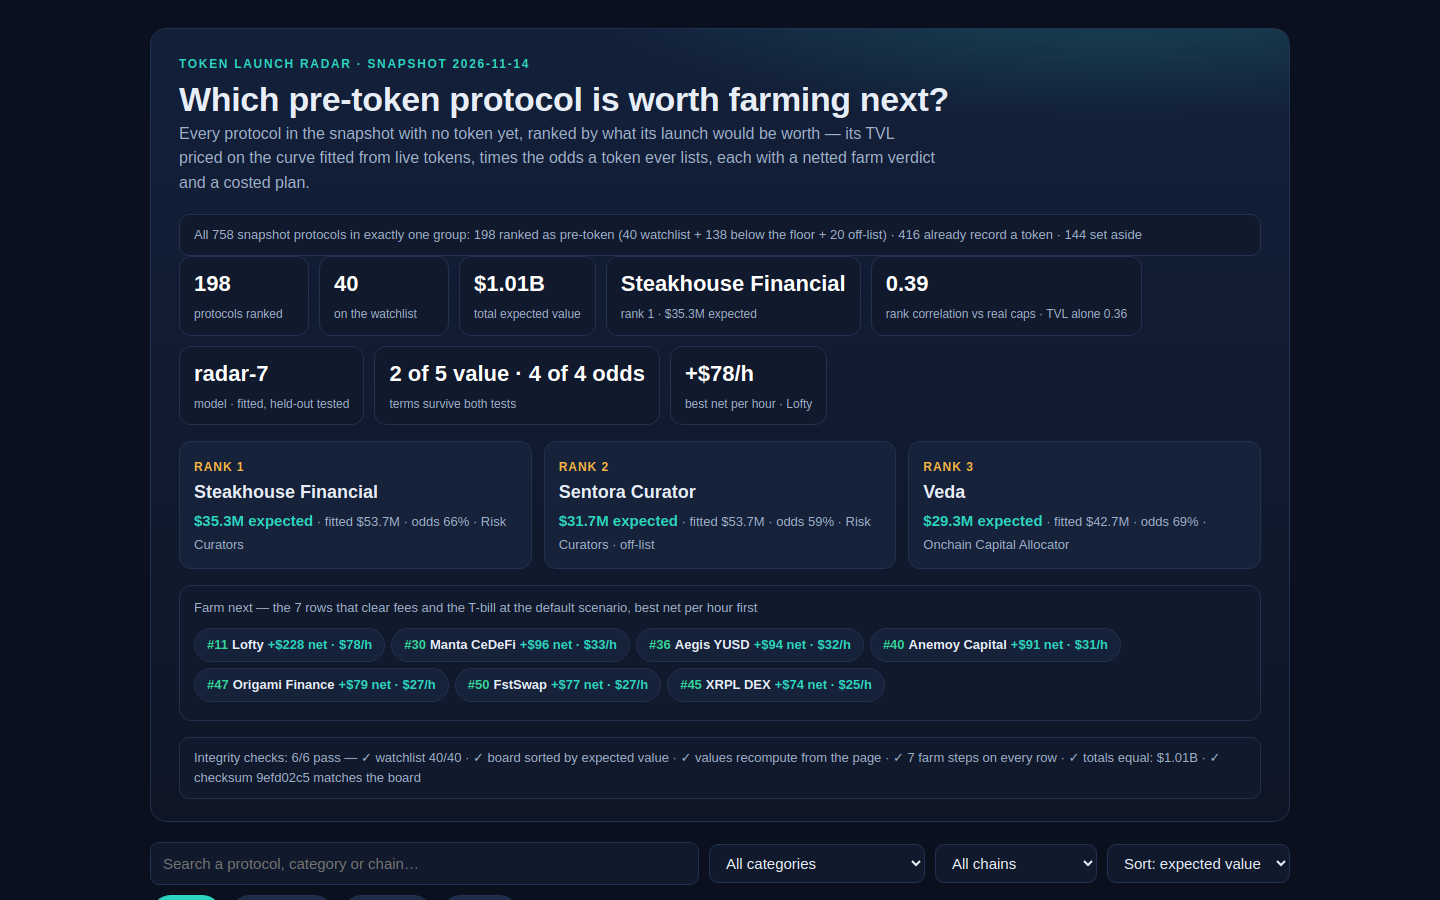 TOKEN LAUNCH RADAR · SNAPSHOT 2026-11-14
Which pre-token protocol is worth farming next?
Every protocol in the snapshot with no token yet, ranked by what its launch would be worth — its TVL
priced on the curve fitted from live tokens, times the odds a token ever lists, each with a netted farm verdict
and a costed plan.
All 758 snapshot protocols in exactly one group: 198 ranked as pre-token (40 watchlist + 138 below the floor + 20 off-list) · 416 already record a token · 144 set aside
198
protocols ranked
40
on the watchlist
$1.01B
total expected value
Steakhouse Financial
rank 1 · $35.3M expected
0.39
rank correlation vs real caps · TVL alone 0.36
radar-7
model · fitted, held-out tested
2 of 5 value · 4 of 4 odds
terms survive both tests
+$78/h
best net per hour · Lofty
RANK 1
Steakhouse Financial
$35.3M expected · fitted $53.7M · odds 66% · Risk
Curators
RANK 2
Sentora Curator
$31.7M expected · fitted $53.7M · odds 59% · Risk
Curators · off-list
RANK 3
Veda
$29.3M expected · fitted $42.7M · odds 69% ·
Onchain Capital Allocator
Farm next — the 7 rows that clear fees and the T-bill at the default scenario, best net per hour first
#11 Lofty +$228 net · $78/h
#30 Manta CeDeFi +$96 net · $33/h
#36 Aegis YUSD +$94 net · $32/h
#40 Anemoy Capital +$91 net · $31/h
#47 Origami Finance +$79 net · $27/h
#50 FstSwap +$77 net · $27/h
#45 XRPL DEX +$74 net · $25/h
Integrity checks: 6/6 pass — ✓ watchlist 40/40 · ✓ board sorted by expected value · ✓ values recompute from the page · ✓ 7 farm steps on every row · ✓ totals equal: $1.01B · ✓
checksum 9efd02c5 matches the board
Search a protocol, category or chain…
All categories
All chains
Sort: expected value